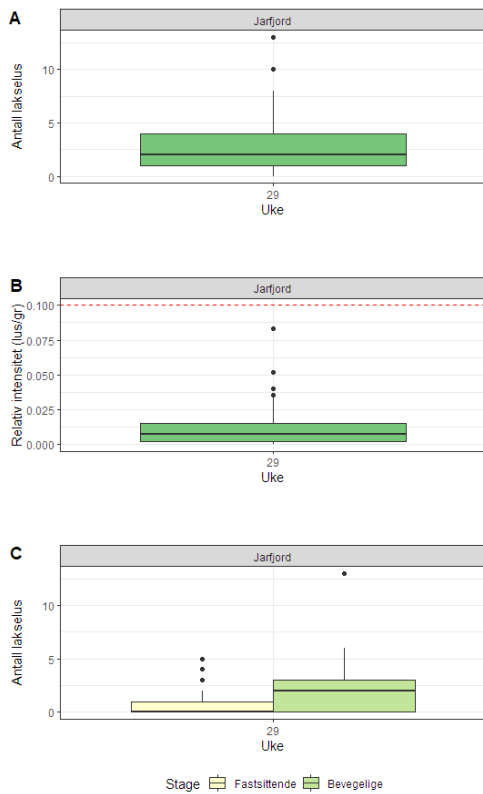 A
Jarfjord
Antall lakselus
10
5
0
29
Uke
B
Jarfjord
Relativ intensitet (lus/gr)
0.100
0.075
0.050
0.025
0.000
29
Uke
C
Jarfjord
Antall lakselus
10
5
0
29
Uke
Stage Fastsittende Bevegelige